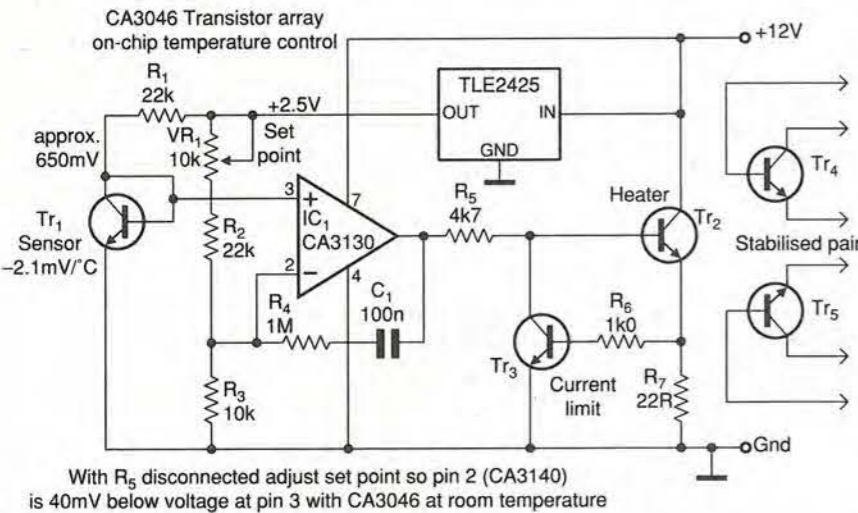 CA3046 Transistor array
on-chip temperature control
+12V
R1
22k
TLE2425
OUT
IN
GND
+2.5V
approx.
650mV
VR1
10k
Set
point
Tr4
3
+
7
IC1
CA3130
R5
4k7
Heater
Tr2
Tr1
Sensor
–2.1mV/˚C
R2
22k
2
–
4
Stabilised pair
R4
1M
C1
100n
R6
1k0
Tr5
Tr3
Current
limit
R3
10k
R7
22R
Gnd
With R5 disconnected adjust set point so pin 2 (CA3140)
is 40mV below voltage at pin 3 with CA3046 at room temperature